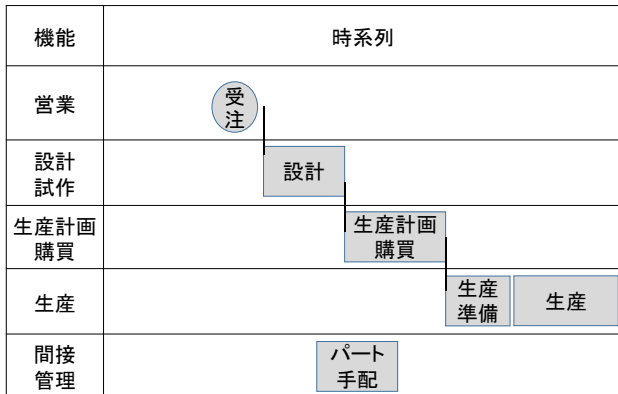 機能
時系列
営業
受
注
設計
試作
設計
生産計画
購買
生産計画
購買
生産
生産
準備
生産
間接
管理
パート
手配